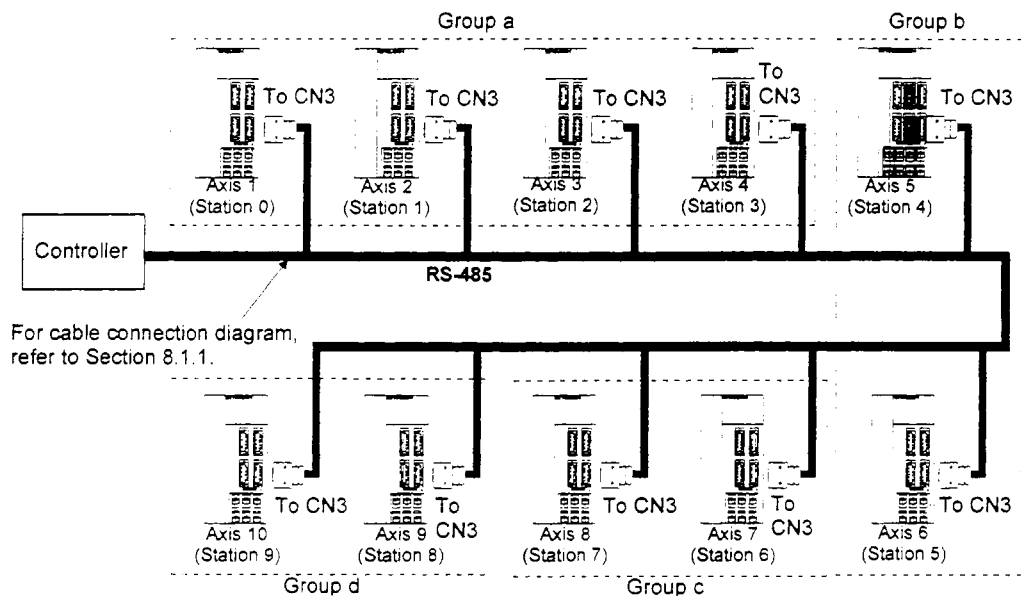 Group a
Group b
To CN3
To CN3
To CN3
To
CN3
To CN3
Axis 1
(Station 0)
Axis 2
(Station 1)
Axis 3
(Station 2)
Axis 4
(Station 3)
Axis 5
(Station 4)
Controller
RS-485
For cable connection diagram,
refer to Section 8.1.1.
To CN3
To
CN3
To CN3
To
CN3
To CN3
Axis 10
(Station 9)
Axis 9
(Station 8)
Axis 8
(Station 7)
Axis 7
(Station 6)
Axis 6
(Station 5)
Group d
Group c